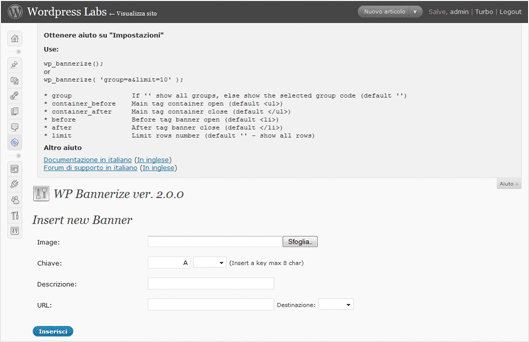 Wordpress Labs ← Visualizza sito
Nuovo articolo ▼ Salve, admin | Turbo | Logout
Ottenere aiuto su "Impostazioni"
Use:
wp_bannerize();
or
wp_bannerize( 'group=a&limit=10' );
* group If '' show all groups, else show the selected group code (default '')
* container_before Main tag container open (default <ul>)
* container_after Main tag container close (default </ul>)
* before Before tag banner open (default <li>)
* after After tag banner close (default </li>)
* limit Limit rows number (default '' - show all rows)
Altro aiuto
Documentazione in italiano (In inglese)
Forum di supporto in italiano (In inglese)
Aiuto
WP Bannerize ver. 2.0.0
Insert new Banner
Image: Sfoglia..
Chiave: A (Insert a key max 8 char)
Descrizione:
URL: Destinazione:
Inserisci